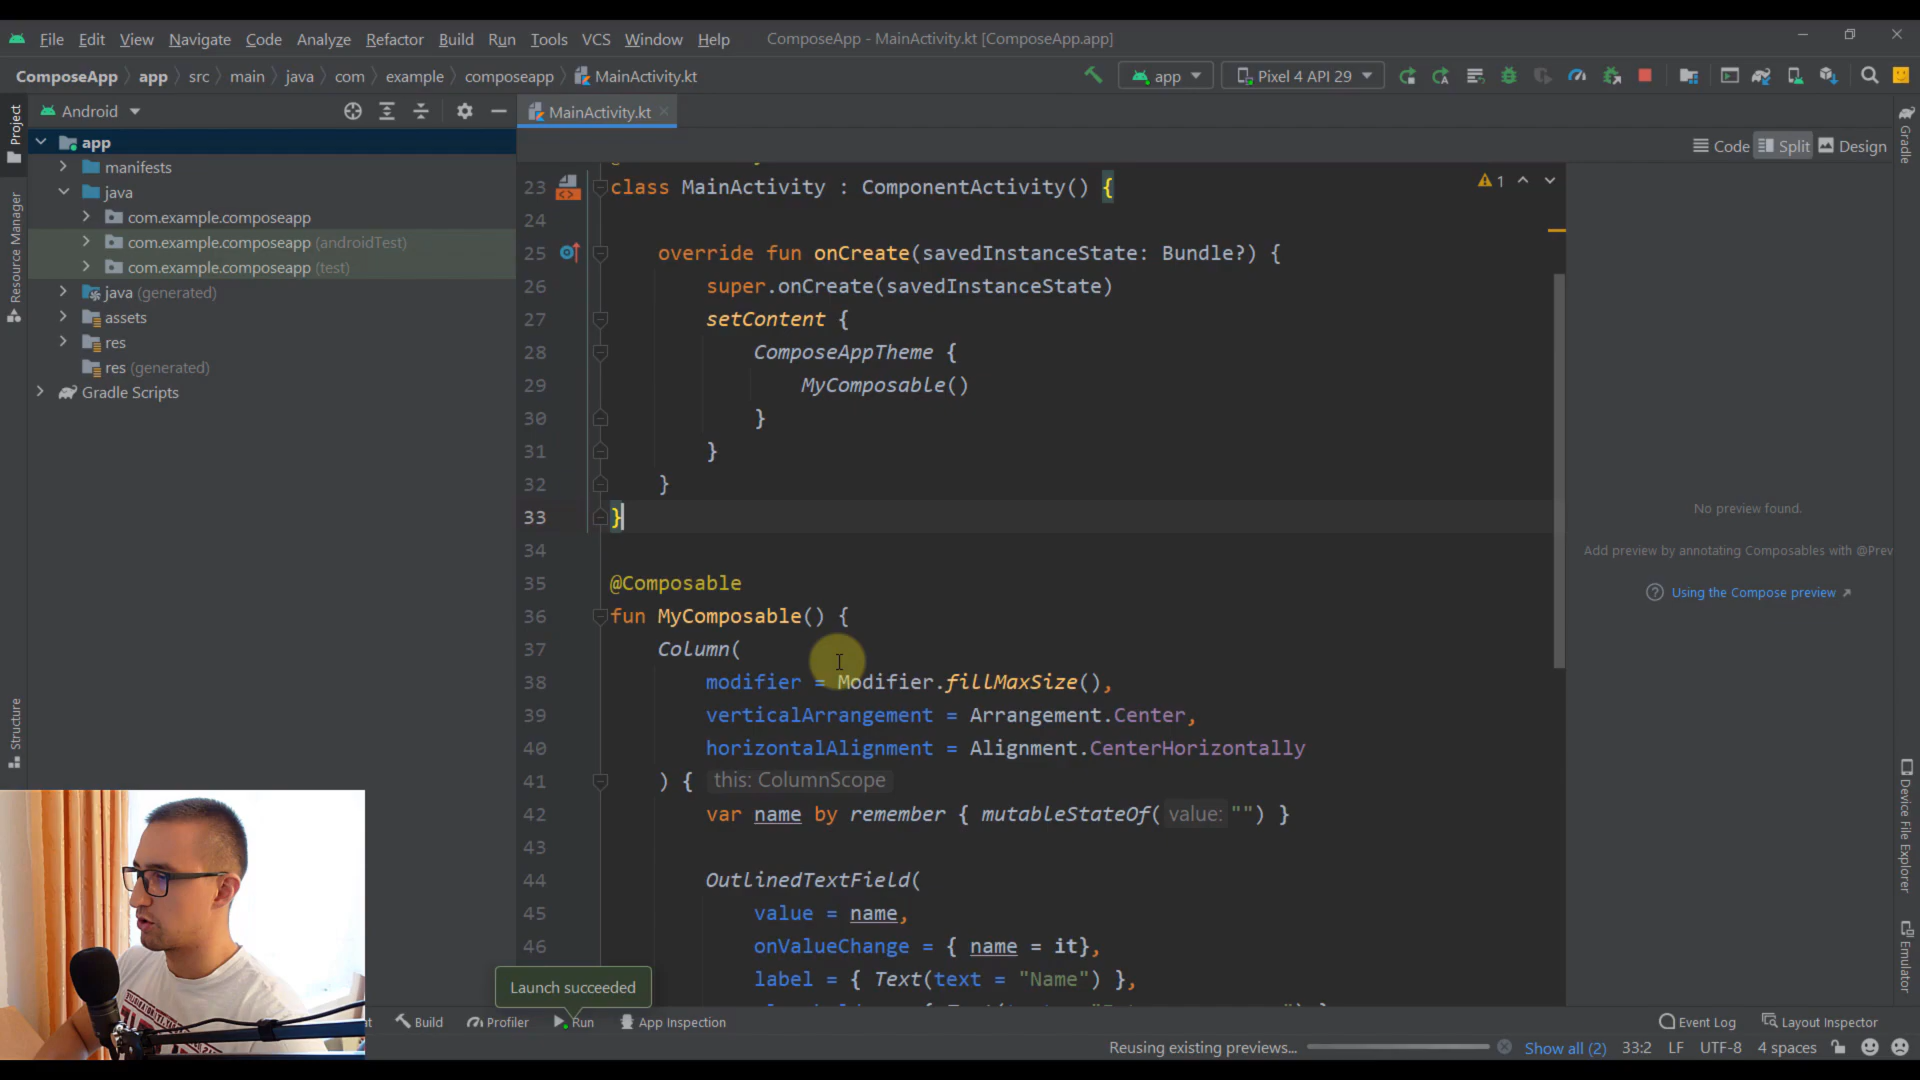 File Edit View Navigate Code Analyze Refactor Build Run Tools VCS Window Help ComposeApp - MainActivity.kt [ComposeApp.app]
ComposeApp app src main java com example composeapp MainActivity.kt app Pixel 4 API 29
Android
MainActivity.kt
Code Split Design
Project
Resource Manager
Structure
app
manifests
java
com.example.composeapp
com.example.composeapp (androidTest)
com.example.composeapp (test)
java (generated)
assets
res
res (generated)
Gradle Scripts
23 class MainActivity : ComponentActivity() {
24
25 override fun onCreate(savedInstanceState: Bundle?) {
26 super.onCreate(savedInstanceState)
27 setContent {
28 ComposeAppTheme {
29 MyComposable()
30 }
31 }
32 }
33 }
34
35 @Composable
36 fun MyComposable() {
37 Column(
38 modifier = Modifier.fillMaxSize(),
39 verticalArrangement = Arrangement.Center,
40 horizontalAlignment = Alignment.CenterHorizontally
41 ) { this: ColumnScope
42 var name by remember { mutableStateOf( value: "") }
43
44 OutlinedTextField(
45 value = name,
46 onValueChange = { name = it},
label = { Text(text = "Name") },
1
No preview found.
Add preview by annotating Composables with @Prev
Using the Compose preview
Gradle
Device File Explorer
Emulator
Launch succeeded
Build Profiler Run App Inspection Event Log Layout Inspector
Reusing existing previews... Show all (2) 33:2 LF UTF-8 4 spaces